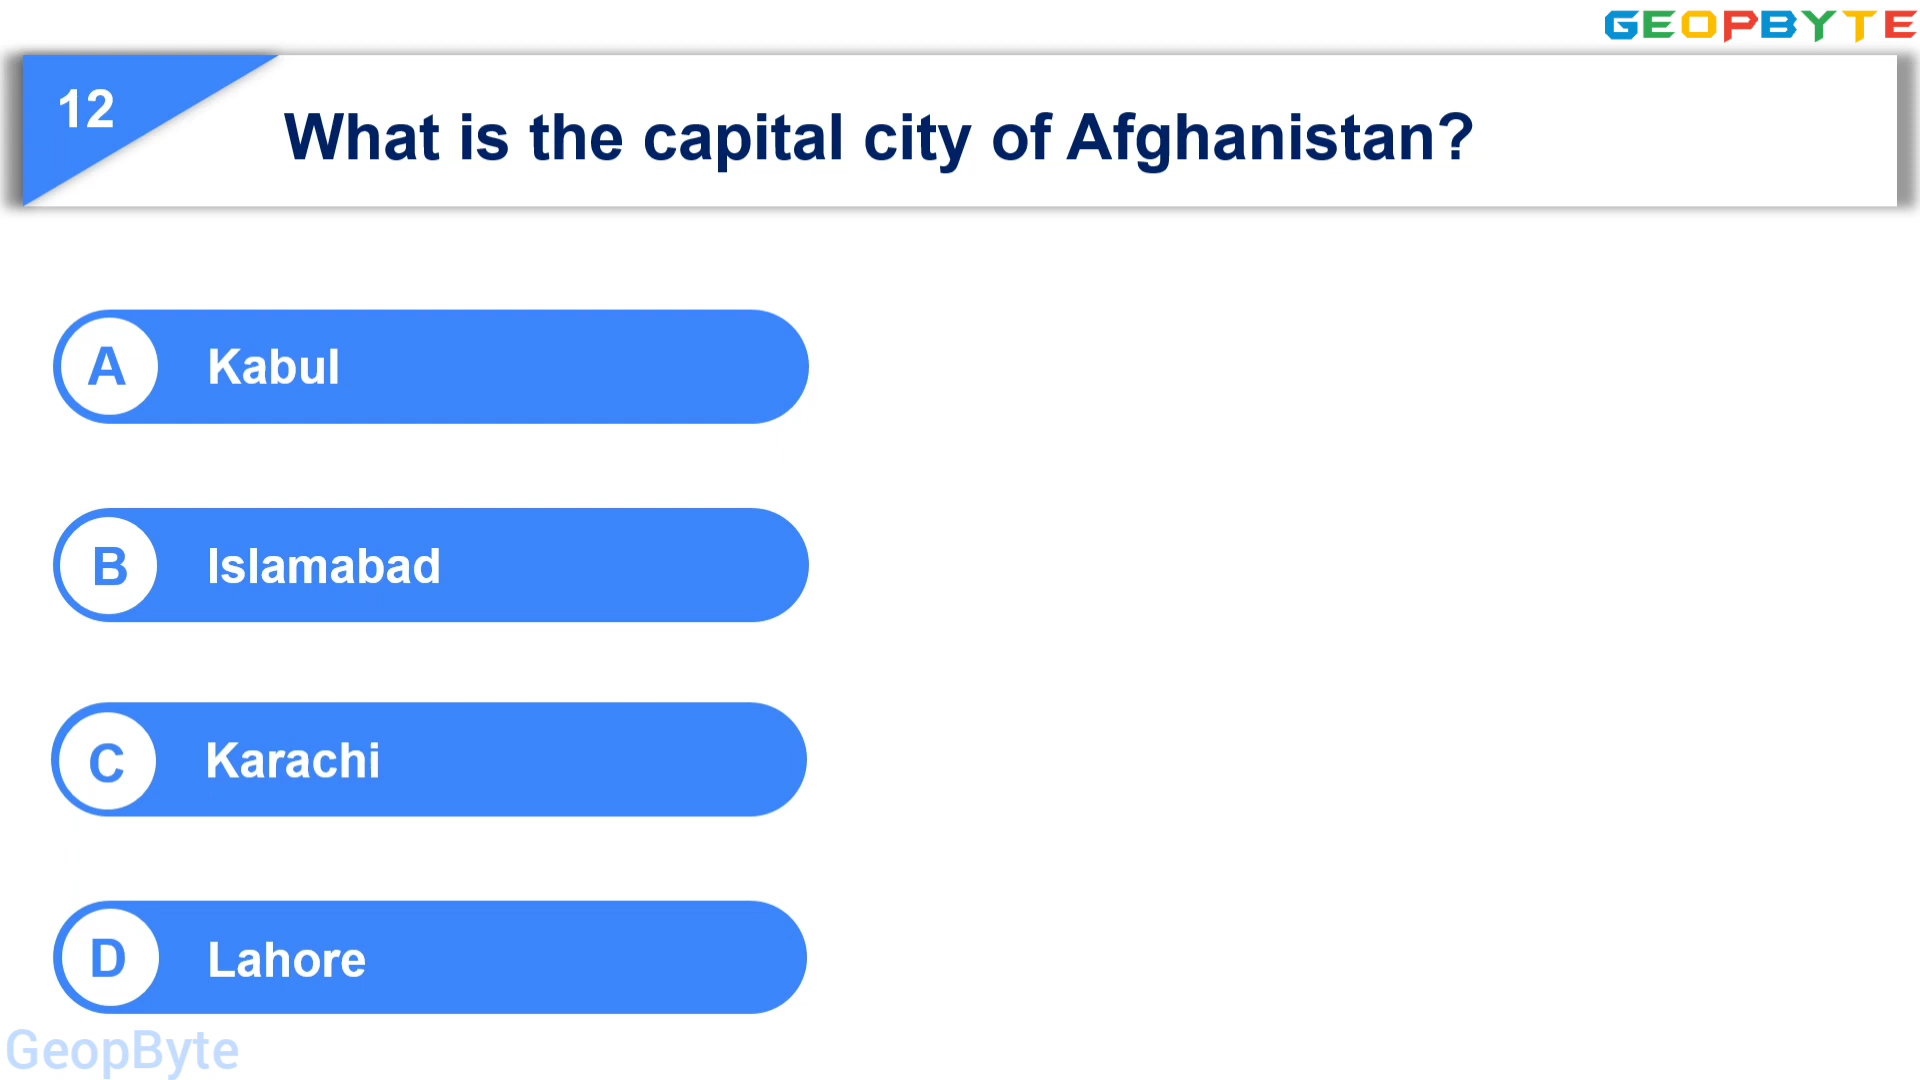 GEOPBYTE
12
What is the capital city of Afghanistan?
A Kabul
B Islamabad
C Karachi
D Lahore
GeopByte